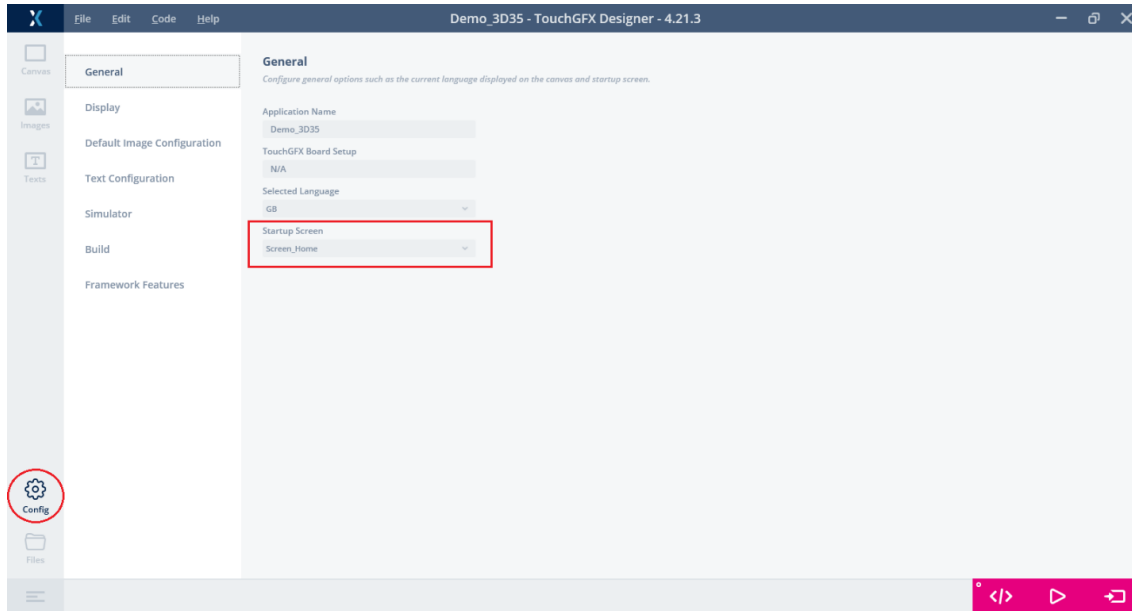 File Edit Code Help
Demo_3D35 - TouchGFX Designer - 4.21.3
Canvas
Images
Texts
Config
Files
General
Display
Default Image Configuration
Text Configuration
Simulator
Build
Framework Features
General
Configure general options such as the current language displayed on the canvas and startup screen.
Application Name
Demo_3D35
TouchGFX Board Setup
N/A
Selected Language
GB
Startup Screen
Screen_Home